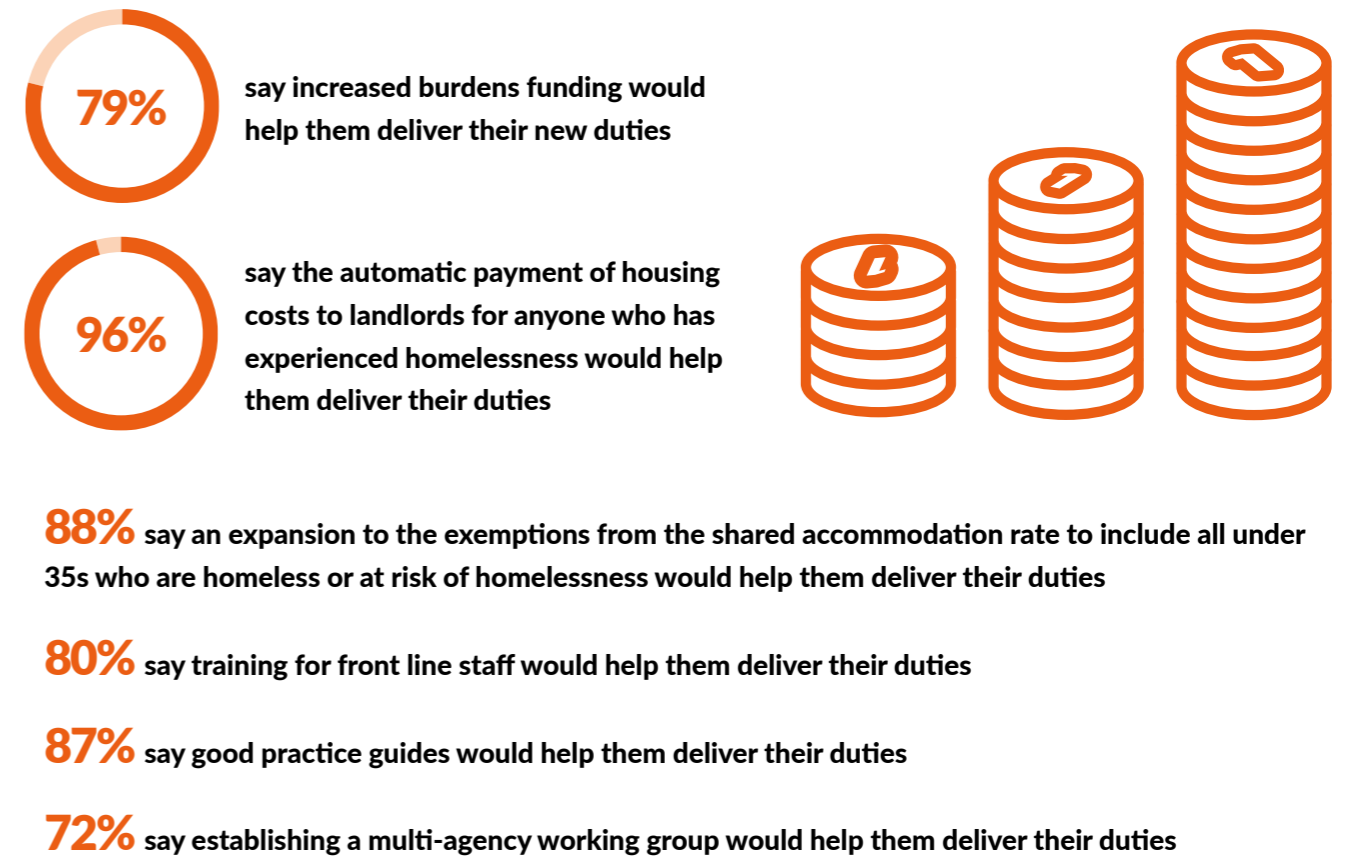 79%
say increased burdens funding would
help them deliver their new duties
96%
say the automatic payment of housing
costs to landlords for anyone who has
experienced homelessness would help
them deliver their duties
88% say an expansion to the exemptions from the shared accommodation rate to include all under
35s who are homeless or at risk of homelessness would help them deliver their duties
80% say training for front line staff would help them deliver their duties
87% say good practice guides would help them deliver their duties
72% say establishing a multi-agency working group would help them deliver their duties